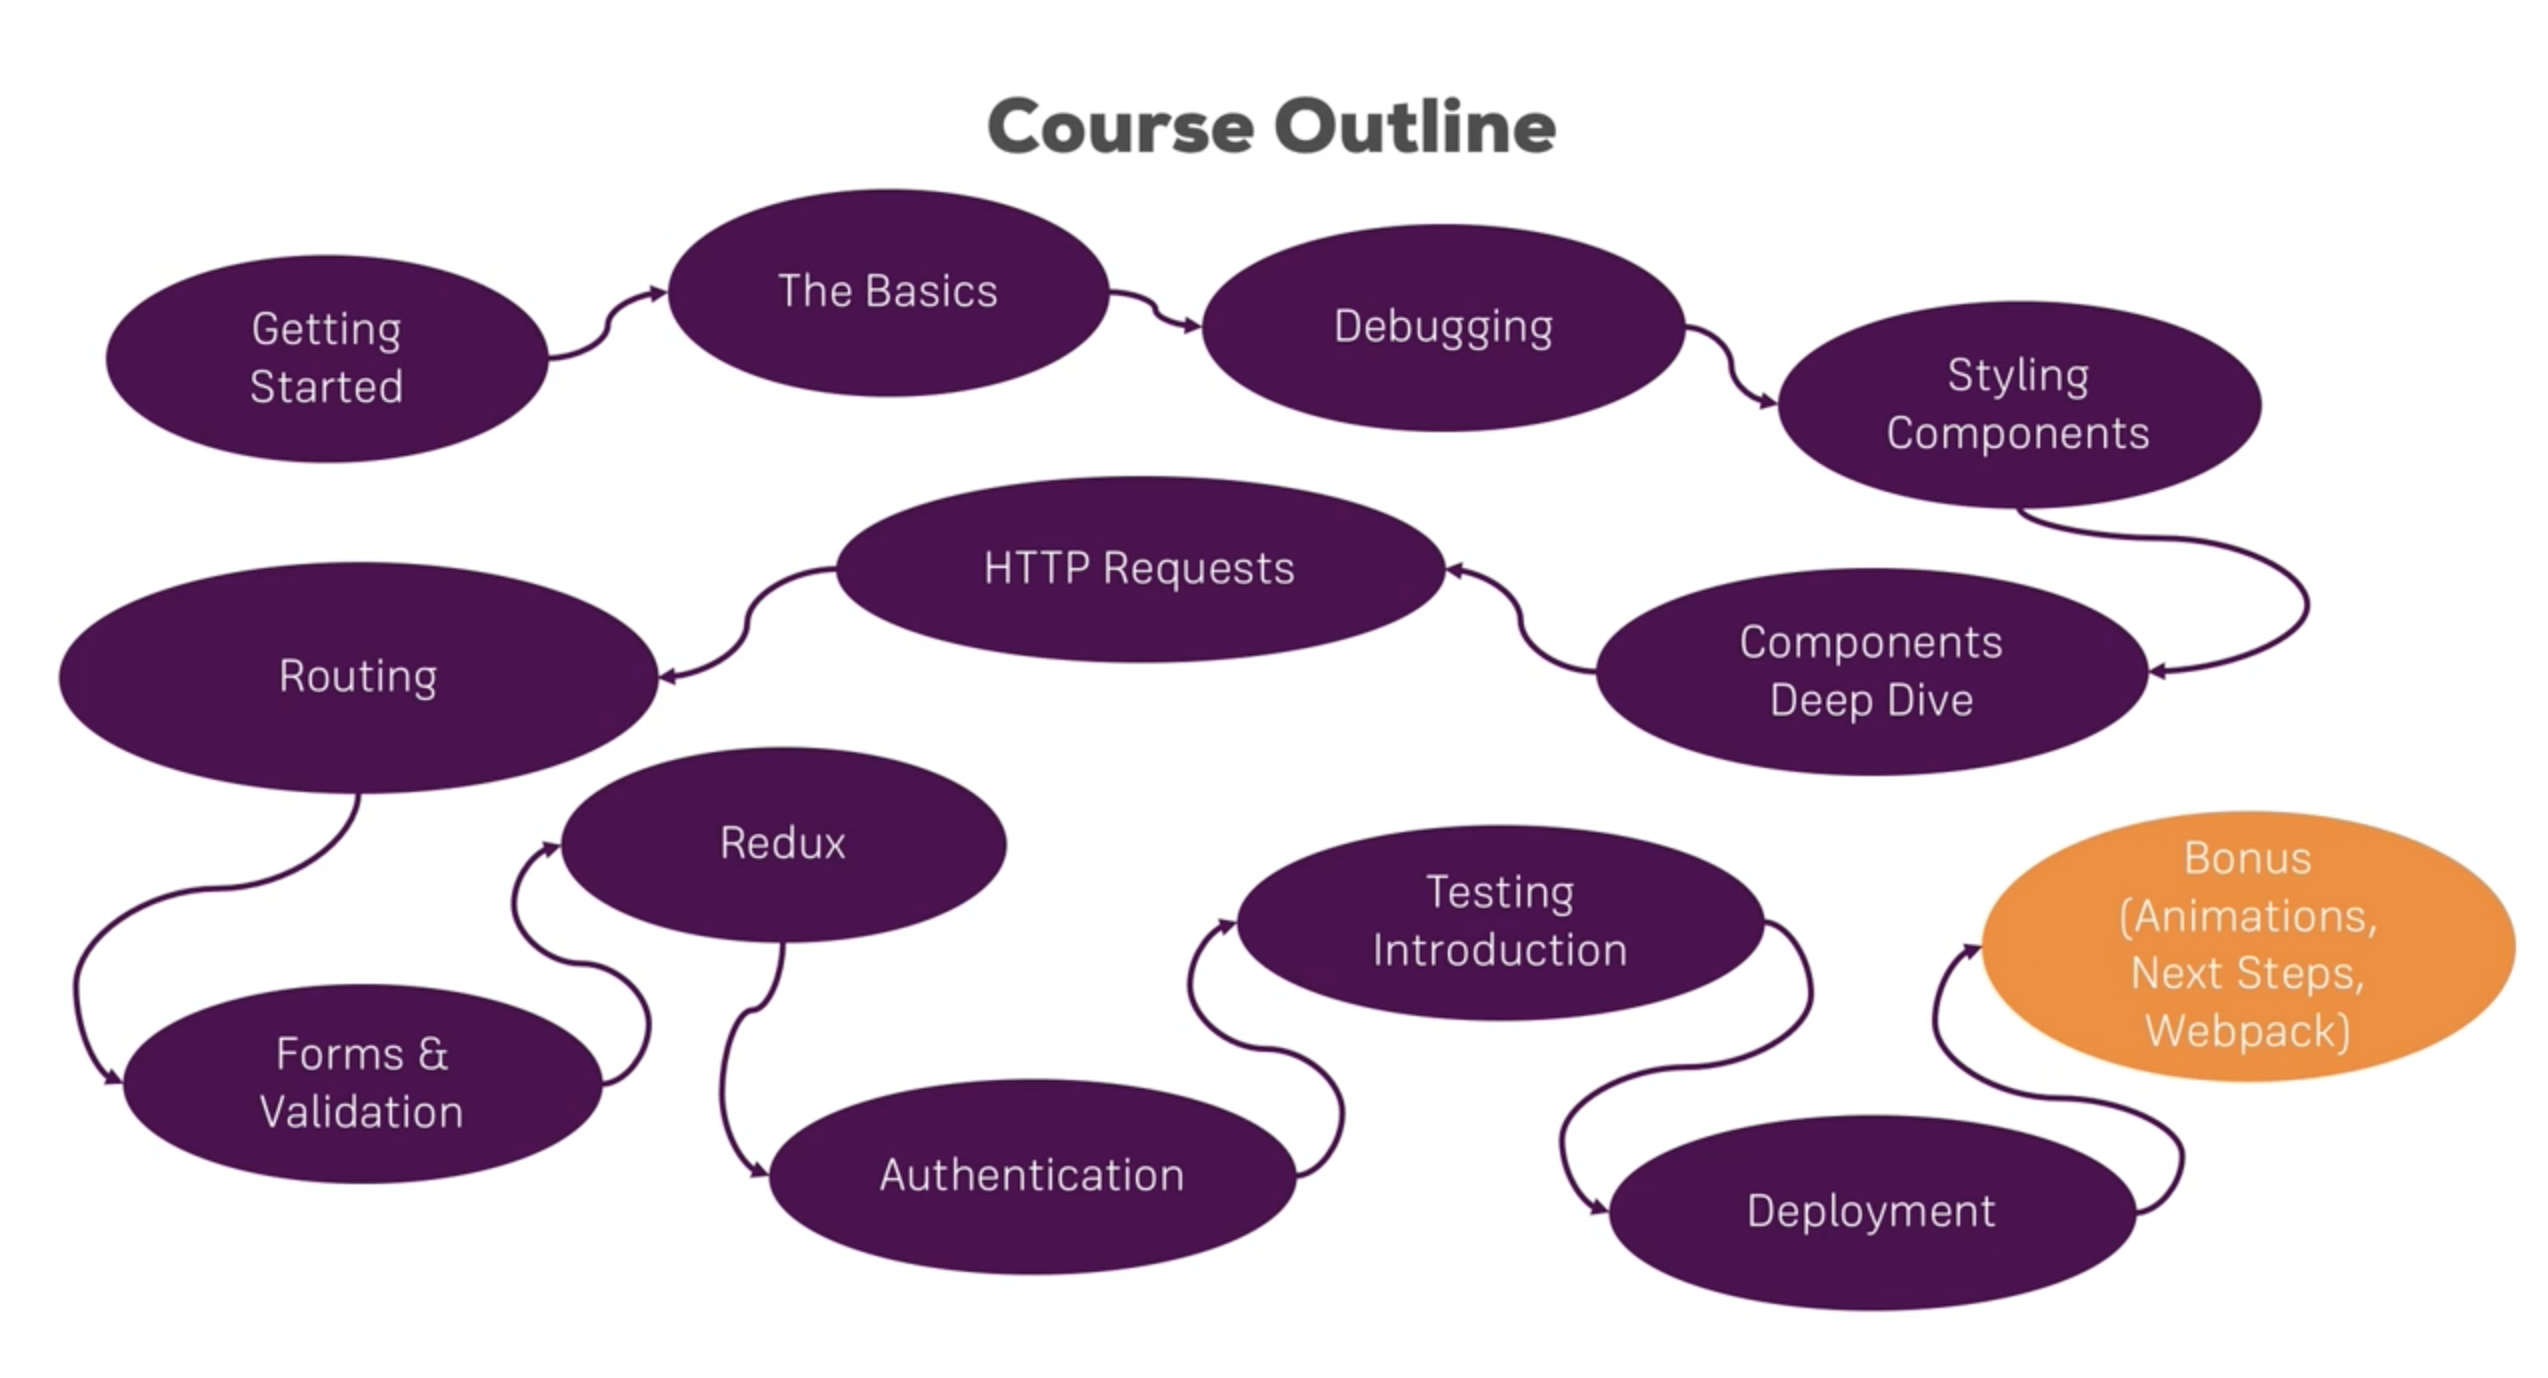 Course Outline
Getting
Started
The Basics
Debugging
Styling
Components
Components
Deep Dive
HTTP Requests
Routing
Forms &
Validation
Redux
Authentication
Testing
Introduction
Deployment
Bonus
(Animations,
Next Steps,
Webpack)